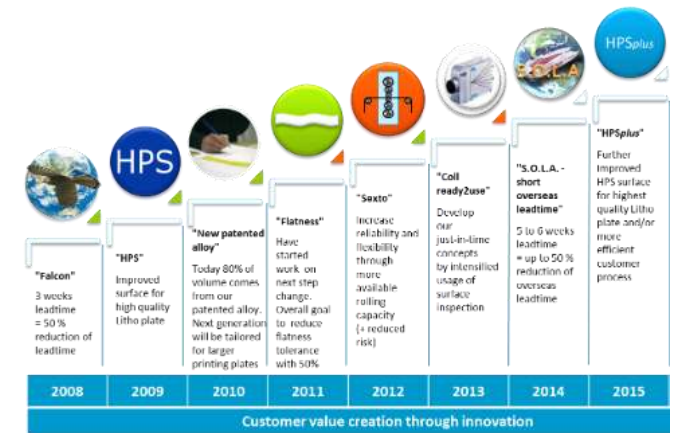 HPS
S.O.L.A
HPSplus
"Falcon"
3 weeks
leadtime
= 50 %
reduction of
leadtime
"HPS"
Improved
surface for
high quality
Litho plate
"New patented
alloy"
Today 80% of
volume comes
from our
patented alloy.
Next generation
will be tailored
for larger
printing plates
"Flatness"
Have
started
work on
next step
change.
Overall goal
to reduce
flatness
tolerance
with 50%
"Sexto"
Increase
reliability and
flexibility
through
more
available
rolling
capacity
(+ reduced
risk)
"Coil
ready2use"
Develop
our
just-in-time
concepts
by intensified
usage of
surface
inspection
"S.O.L.A. -
short
overseas
leadtime"
5 to 6 weeks
leadtime
= up to 50 %
reduction of
overseas
leadtime
"HPSplus"
Further
improved
HPS surface
for highest
quality Litho
plate and/or
more
efficient
customer
process
2008
2009
2010
2011
2012
2013
2014
2015
Customer value creation through innovation